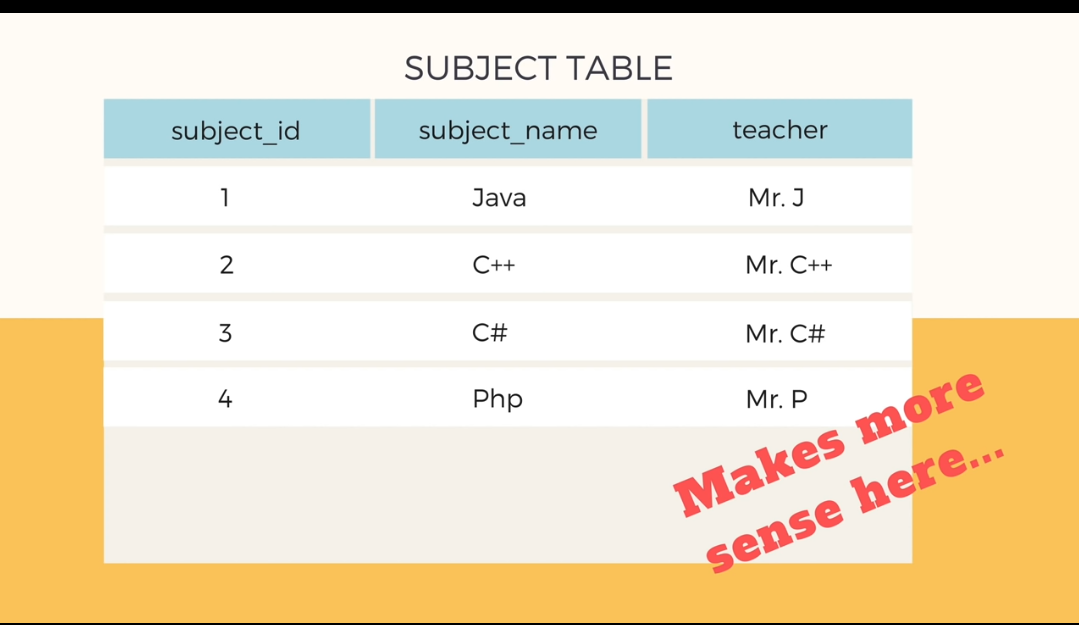 SUBJECT TABLE
subject_id subject_name teacher
1 Java Mr. J
2 C++ Mr. C++
3 C# Mr. C#
4 Php Mr. P
Makes more
sense here...